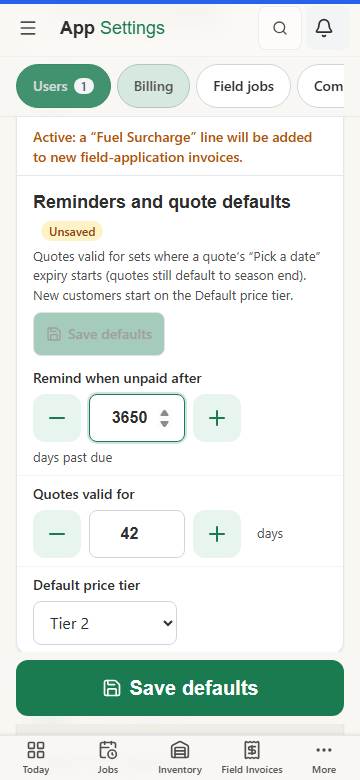 App Settings
Users 1
Billing
Field jobs
Com
Active: a “Fuel Surcharge” line will be added
to new field-application invoices.
Reminders and quote defaults
Unsaved
Quotes valid for sets where a quote's “Pick a date”
expiry starts (quotes still default to season end).
New customers start on the Default price tier.
Save defaults
Remind when unpaid after
− 3650 +
days past due
Quotes valid for
− 42 + days
Default price tier
Tier 2
Save defaults
Today
Jobs
Inventory
Field Invoices
More